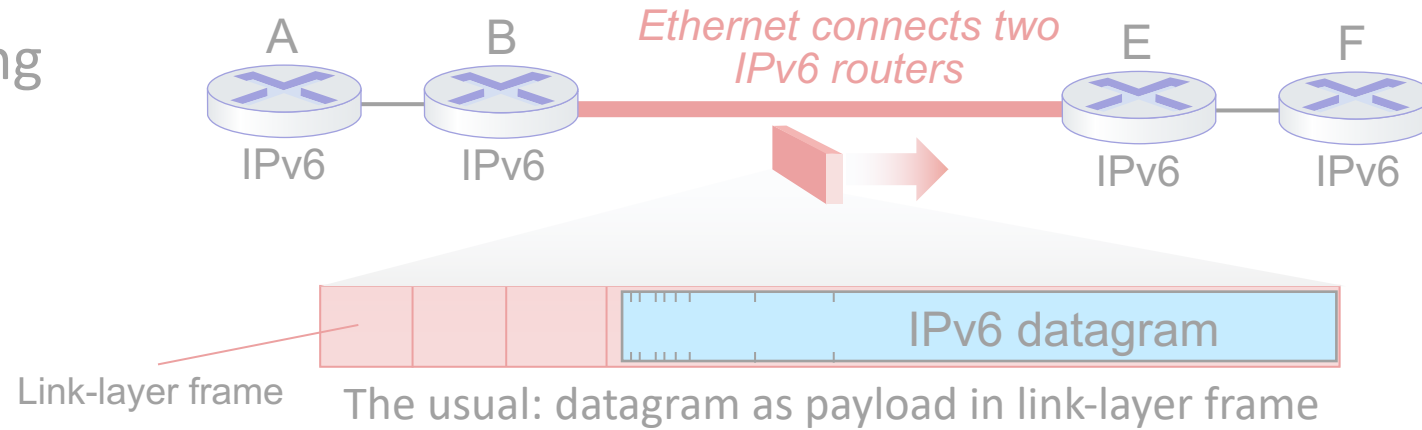 ng
A
B
Ethernet connects two
IPv6 routers
E
F
IPv6
IPv6
IPv6
IPv6
IPv6 datagram
Link-layer frame
The usual: datagram as payload in link-layer frame